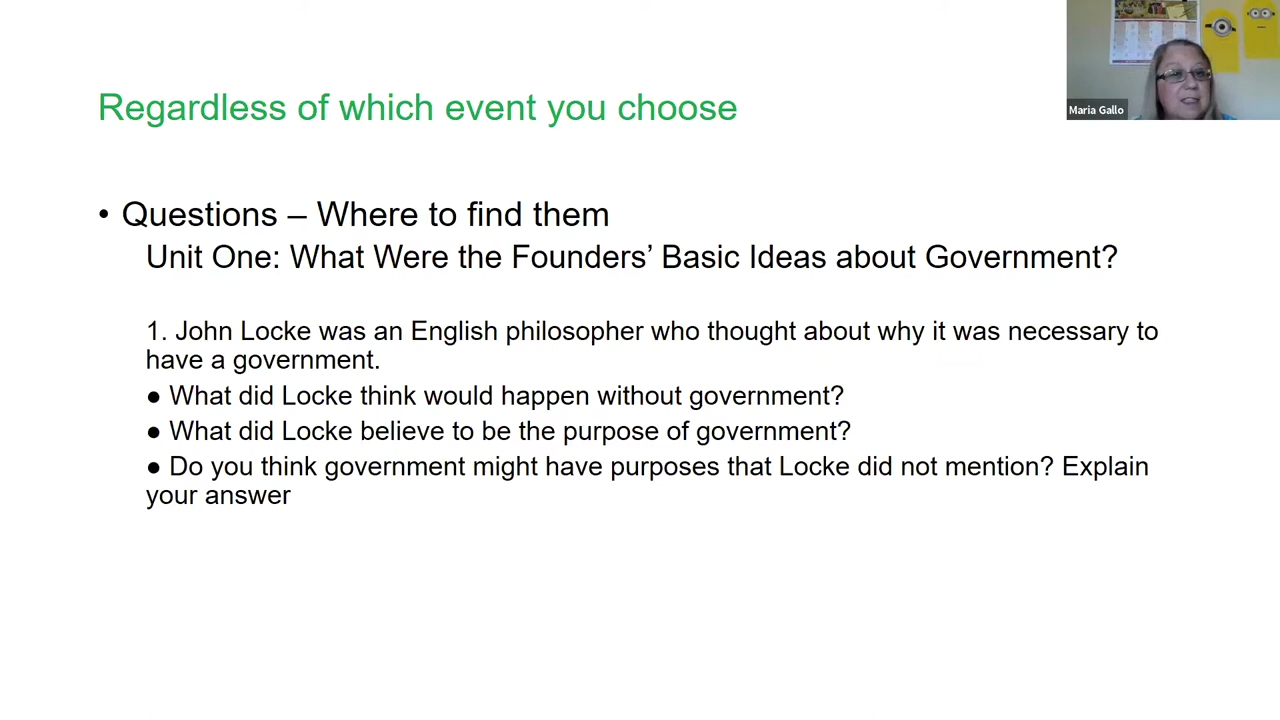 Maria Gallo
Regardless of which event you choose
• Questions – Where to find them
Unit One: What Were the Founders’ Basic Ideas about Government?
1. John Locke was an English philosopher who thought about why it was necessary to
have a government.
● What did Locke think would happen without government?
● What did Locke believe to be the purpose of government?
● Do you think government might have purposes that Locke did not mention? Explain
your answer